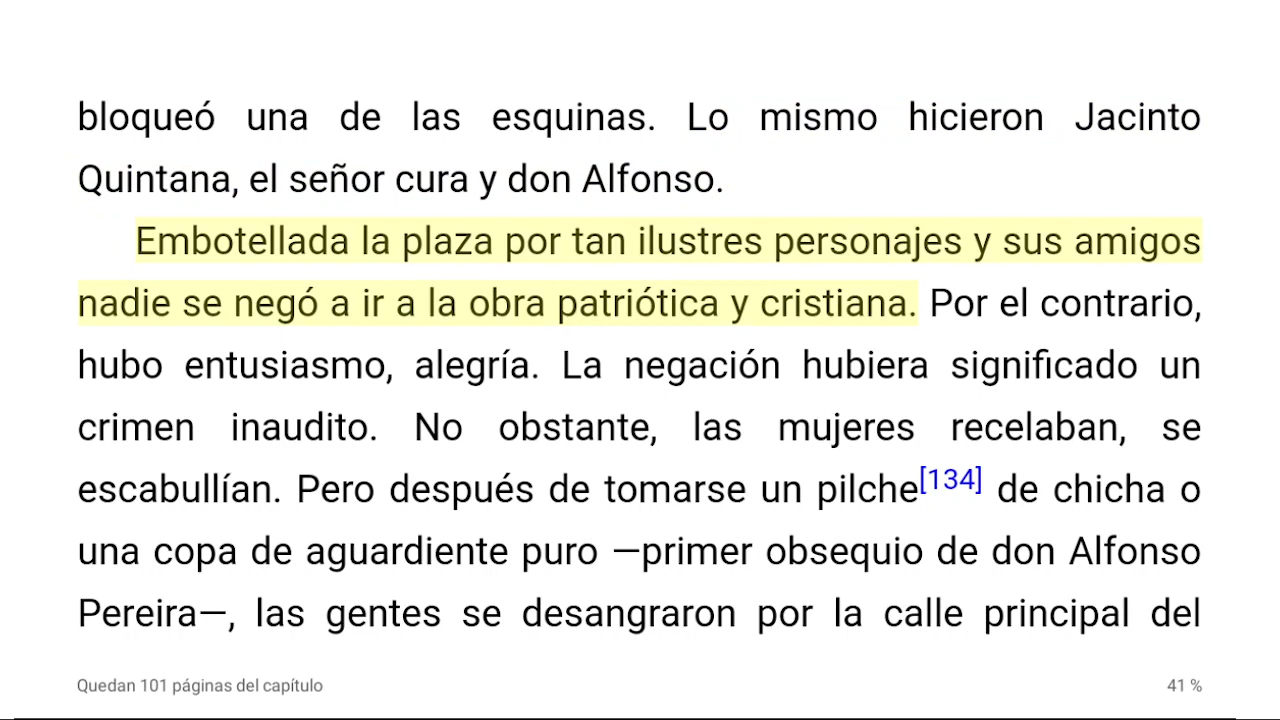 bloqueó una de las esquinas. Lo mismo hicieron Jacinto
Quintana, el señor cura y don Alfonso.
Embotellada la plaza por tan ilustres personajes y sus amigos
nadie se negó a ir a la obra patriótica y cristiana. Por el contrario,
hubo entusiasmo, alegría. La negación hubiera significado un
crimen inaudito. No obstante, las mujeres recelaban, se
escabullían. Pero después de tomarse un pilche[134] de chicha o
una copa de aguardiente puro —primer obsequio de don Alfonso
Pereira—, las gentes se desangraron por la calle principal del
Quedan 101 páginas del capítulo 41 %